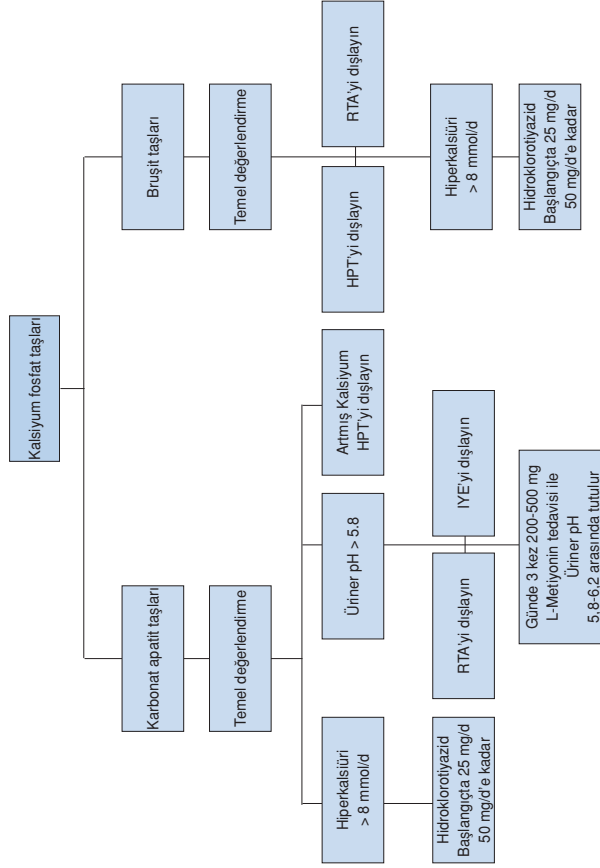 Kalsiyum fosfat taşları
Karbonat apatit taşları
Bruşit taşları
Temel değerlendirme
Temel değerlendirme
Hiperkalsiüri
> 8 mmol/d
Üriner pH > 5.8
Artmış Kalsiyum
HPT'yi dışlayın
HPT'yi dışlayın
RTA'yi dışlayın
Hidroklorotiyazid
Başlangıçta 25 mg/d
50 mg/d'e kadar
RTA'yi dışlayın
IYE'yi dışlayın
Hiperkalsiüri
> 8 mmol/d
Günde 3 kez 200-500 mg
L-Metiyonin tedavisi ile
Üriner pH
5,8-6,2 arasında tutulur
Hidroklorotiyazid
Başlangıçta 25 mg/d
50 mg/d'e kadar